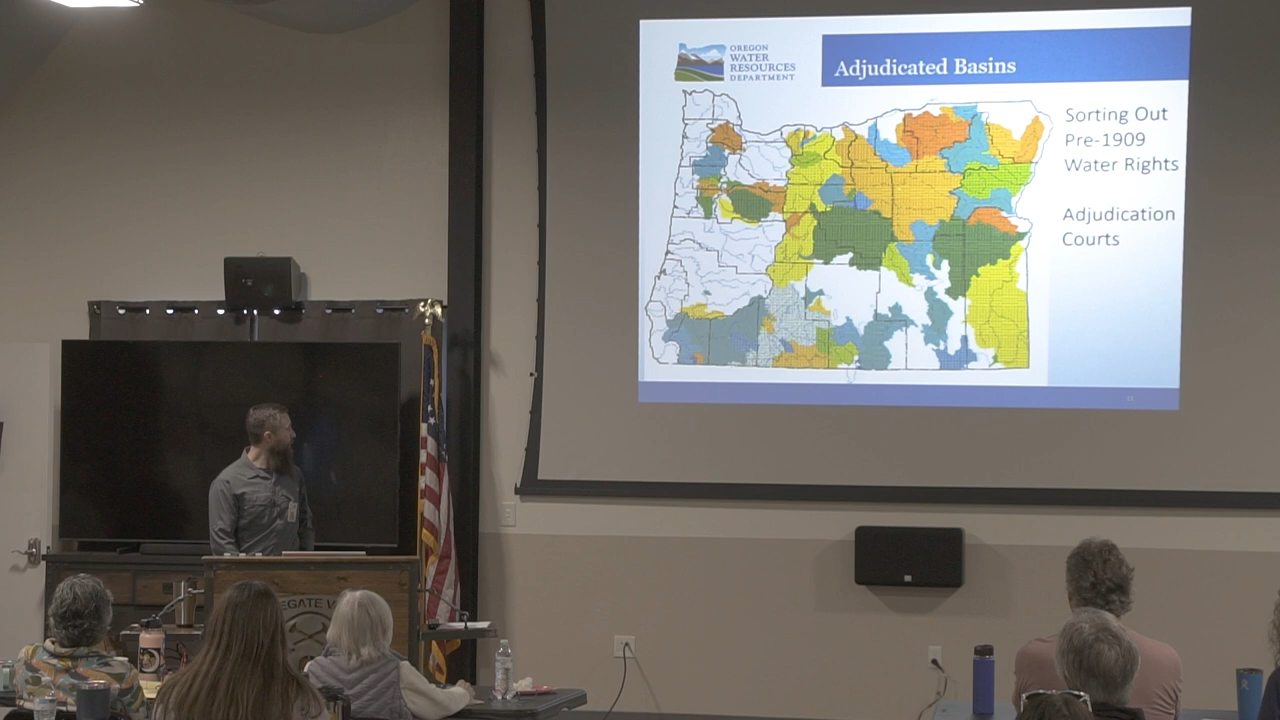 OREGON
WATER
RESOURCES
DEPARTMENT
Adjudicated Basins
Sorting Out
Pre-1909
Water Rights
Adjudication
Courts